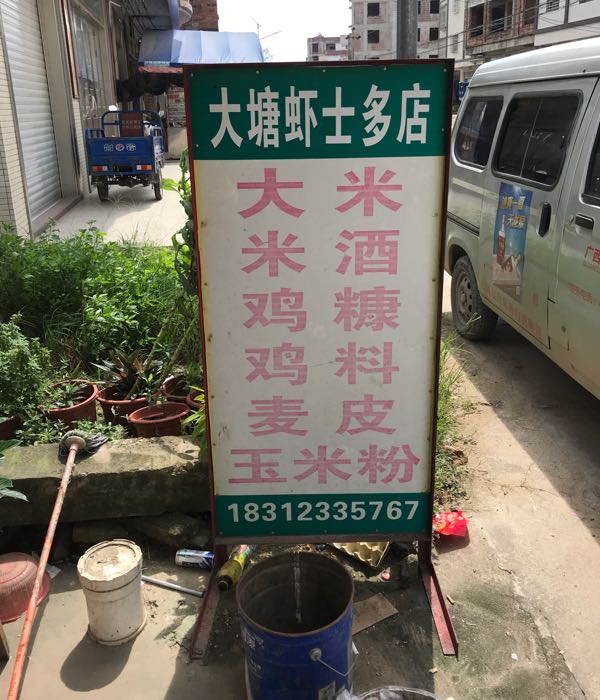 大塘虾士多店
大米
米酒
鸡糠
鸡料
麦皮
玉米粉
18312335767